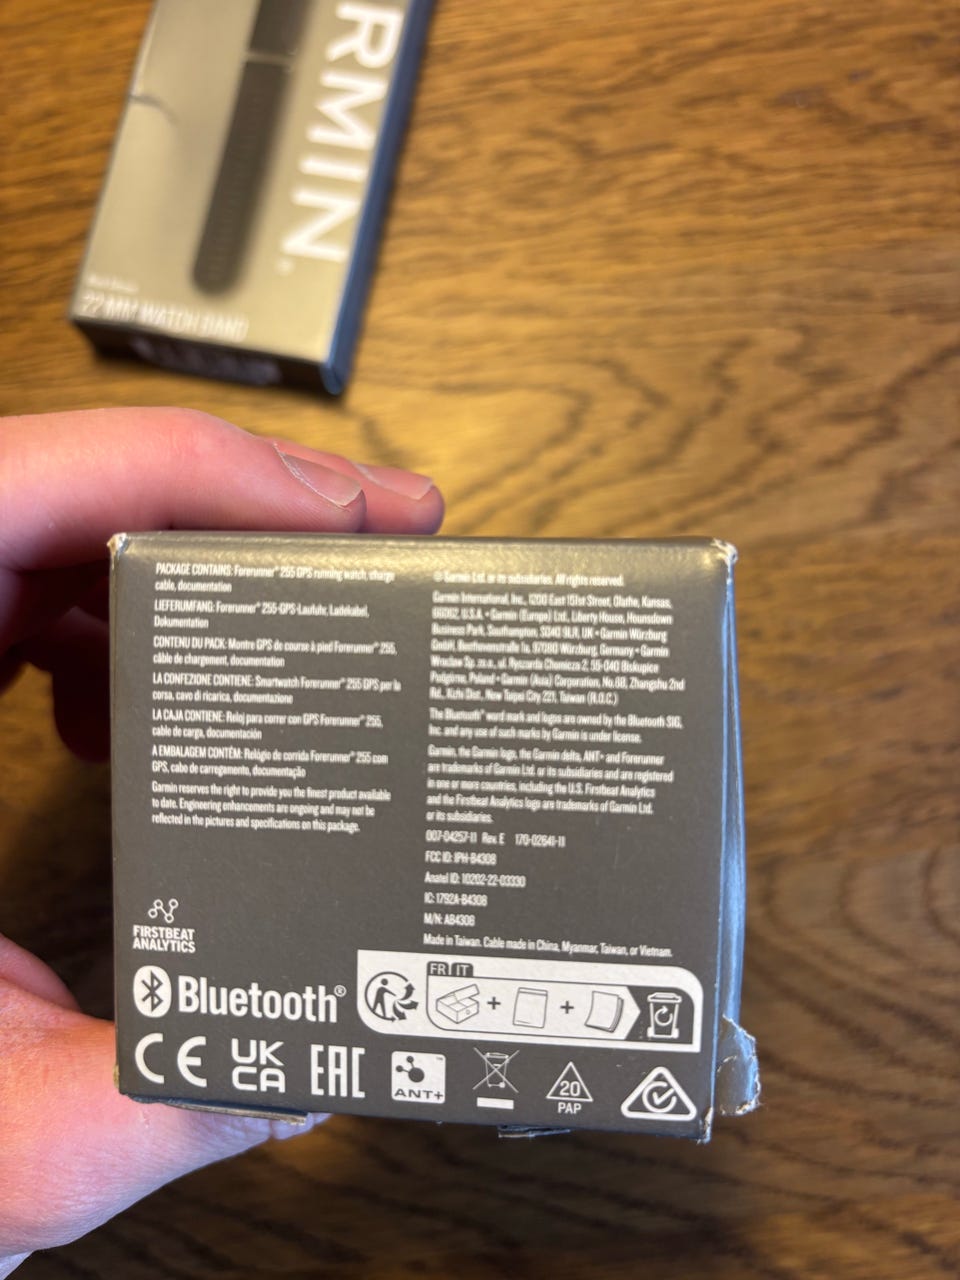 RMIN®
22 MM WATCH BAND
PACKAGE CONTAINS: Forerunner® 255 GPS running watch, charge
cable, documentation
LIEFERUMFANG: Forerunner® 255-GPS-Laufuhr, Ladekabel,
Dokumentation
CONTENU DU PACK: Montre GPS de course à pied Forerunner® 255,
câble de chargement, documentation
LA CONFEZIONE CONTIENE: Smartwatch Forerunner® 255 GPS per la
corsa, cavo di ricarica, documentazione
LA CAJA CONTIENE: Reloj para correr con GPS Forerunner® 255,
cable de carga, documentación
A EMBALAGEM CONTÉM: Relógio de corrida Forerunner® 255 com
GPS, cabo de carregamento, documentação
Garmin reserves the right to provide you the finest product available
to date. Engineering enhancements are ongoing and may not be
reflected in the pictures and specifications on this package.
© Garmin Ltd. or its subsidiaries. All rights reserved.
Garmin International, Inc., 1200 East 151st Street, Olathe, Kansas,
66062, U.S.A. • Garmin (Europe) Ltd., Liberty House, Hounsdown
Business Park, Southampton, SO40 9LR, UK • Garmin Würzburg
GmbH, Beethovenstraße 1a, 97080 Würzburg, Germany • Garmin
Wrocław Sp. zo.o., ul. Ryszarda Chomicza 2, 55-040 Biskupice
Podgórne, Poland • Garmin (Asia) Corporation, No.68, Zhangshu 2nd
Rd., Xizhi Dist., New Taipei City 221, Taiwan (R.O.C.)
The Bluetooth® word mark and logos are owned by the Bluetooth SIG,
Inc. and any use of such marks by Garmin is under license.
Garmin, the Garmin logo, the Garmin delta, ANT+ and Forerunner
are trademarks of Garmin Ltd. or its subsidiaries and are registered
in one or more countries, including the U.S. Firstbeat Analytics
and the Firstbeat Analytics logo are trademarks of Garmin Ltd.
or its subsidiaries.
007-04257-11 Rev. E 170-02641-11
FCC ID: IPH-B4308
Anatel ID: 10202-22-03330
IC: 1792A-B4308
M/N: AB4308
Made in Taiwan. Cable made in China, Myanmar, Taiwan, or Vietnam.
FIRSTBEAT
ANALYTICS
Bluetooth®
FR IT
+ +
CE UK
CA EAC ANT+™ 20
PAP